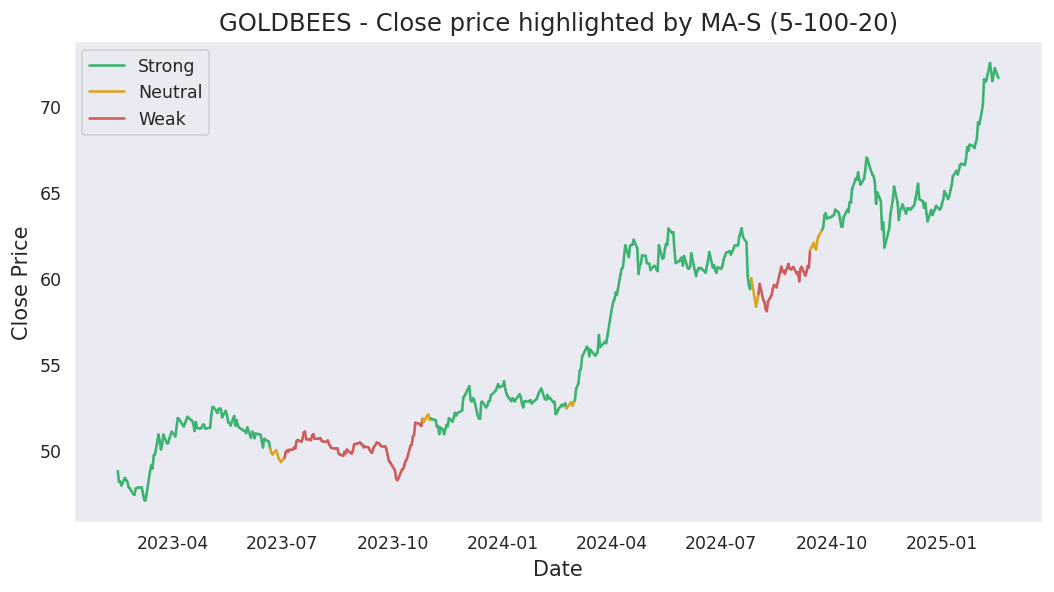 GOLDBEES - Close price highlighted by MA-S (5-100-20)
Strong
Neutral
Weak
Close Price
70
65
60
55
50
2023-04 2023-07 2023-10 2024-01 2024-04 2024-07 2024-10 2025-01
Date